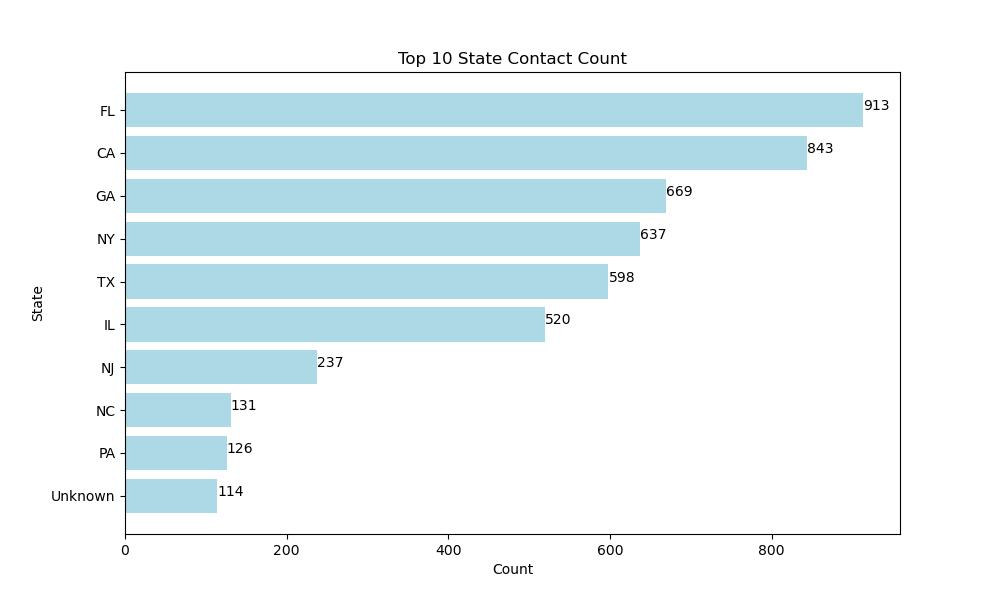 Top 10 State Contact Count
State
FL 913
CA 843
GA 669
NY 637
TX 598
IL 520
NJ 237
NC 131
PA 126
Unknown 114
0 200 400 600 800
Count